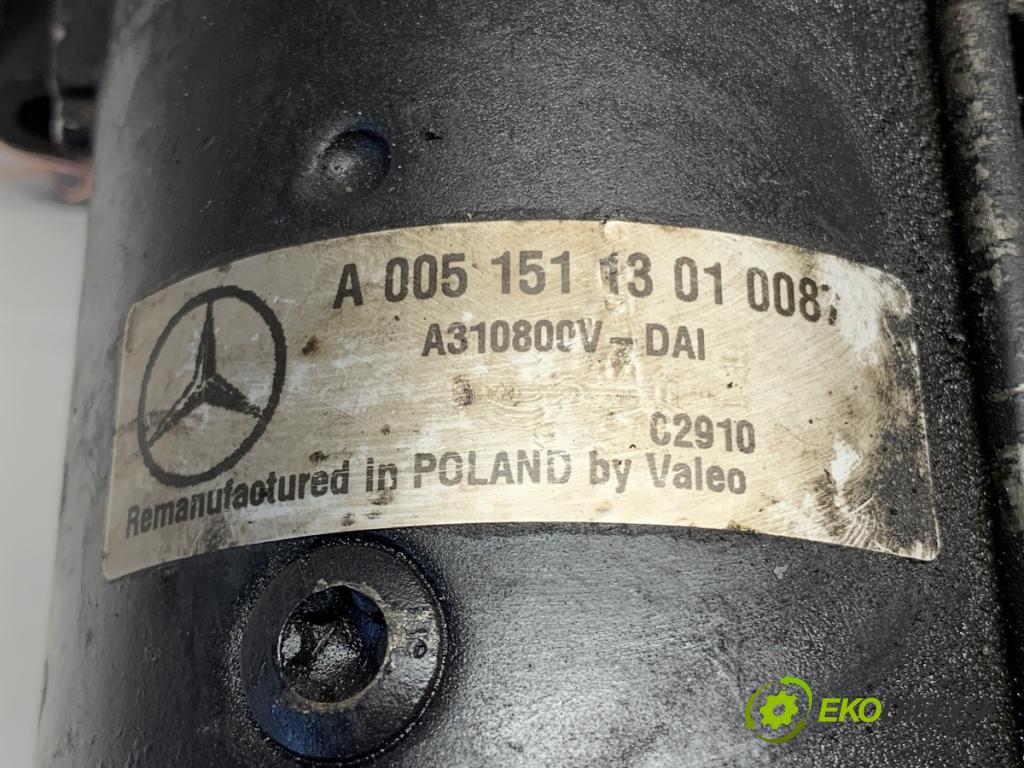 A 005 151 13 01 0087
A310800V-DAI
C2910
Remanufactured in POLAND by Valeo
EKO